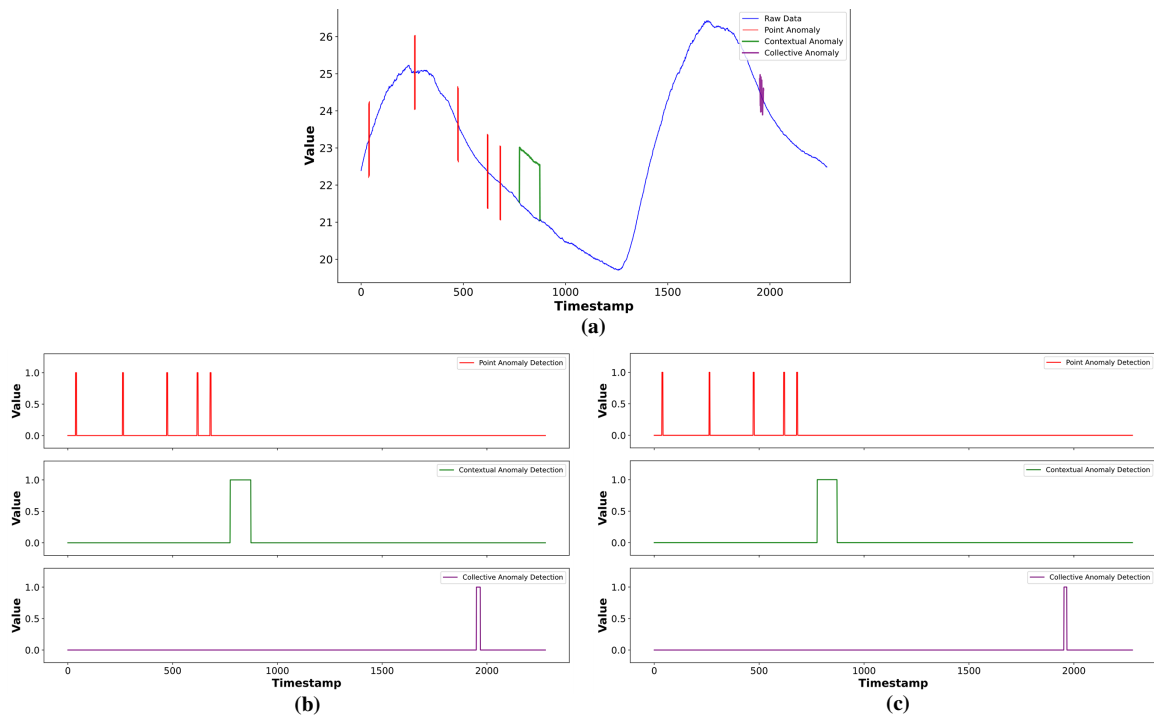 Raw Data
Point Anomaly
Contextual Anomaly
Collective Anomaly
26
25
24
23
22
21
20
Value
0 500 1000 1500 2000
Timestamp
(a)
Point Anomaly Detection
1.0
0.5
0.0
Value
Contextual Anomaly Detection
1.0
0.5
0.0
Value
Collective Anomaly Detection
1.0
0.5
0.0
Value
0 500 1000 1500 2000
Timestamp
(b)
Point Anomaly Detection
1.0
0.5
0.0
Value
Contextual Anomaly Detection
1.0
0.5
0.0
Value
Collective Anomaly Detection
1.0
0.5
0.0
Value
0 500 1000 1500 2000
Timestamp
(c)